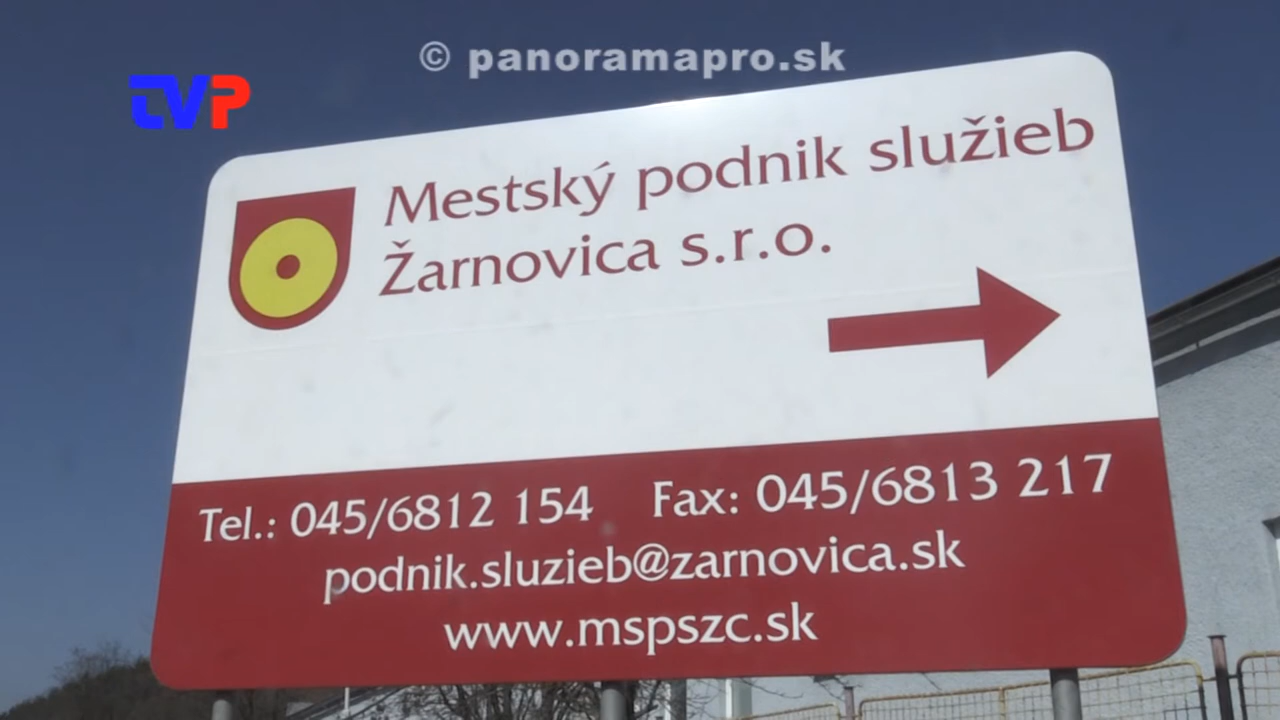 © panoramapro.sk
TVP
Mestský podnik služieb
Žarnovica s.r.o.
Tel.: 045/6812 154 Fax: 045/6813 217
podnik.sluzieb@zarnovica.sk
www.mspszc.sk